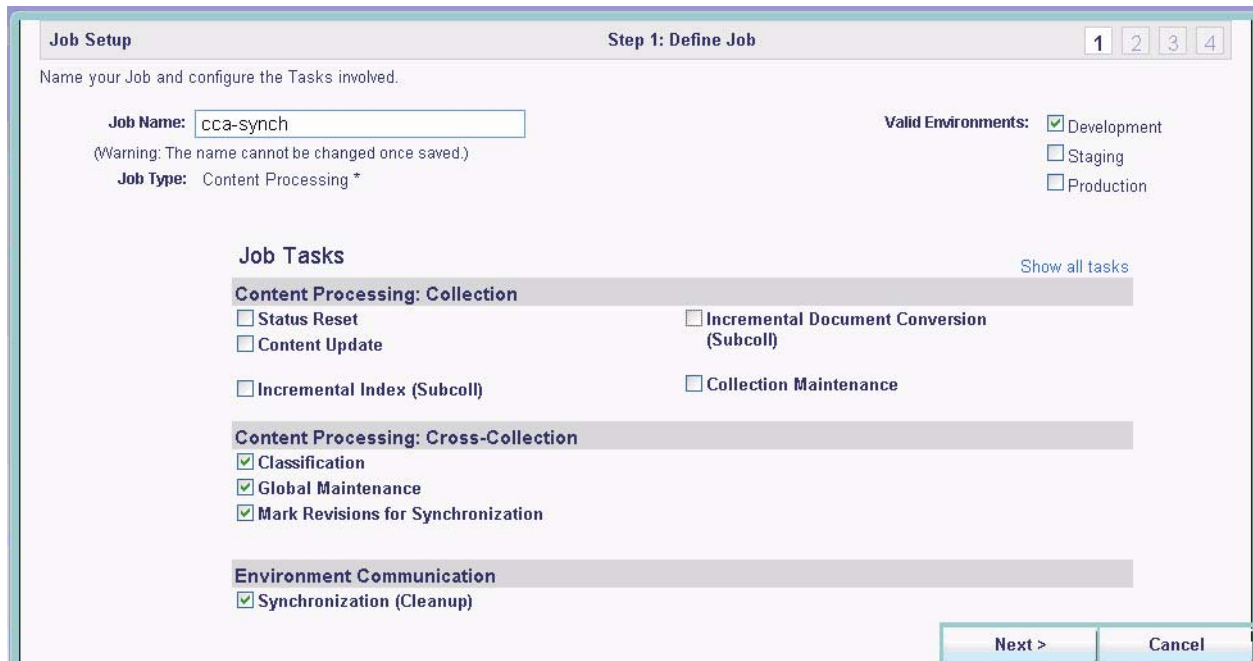 Job Setup
Step 1: Define Job
1 2 3 4
Name your Job and configure the Tasks involved.
Job Name: cca-synch
(Warning: The name cannot be changed once saved.)
Job Type: Content Processing *
Valid Environments: Development
Staging
Production
Job Tasks
Show all tasks
Content Processing: Collection
Status Reset
Content Update
Incremental Index (Subcoll)
Incremental Document Conversion
(Subcoll)
Collection Maintenance
Content Processing: Cross-Collection
Classification
Global Maintenance
Mark Revisions for Synchronization
Environment Communication
Synchronization (Cleanup)
Next >
Cancel